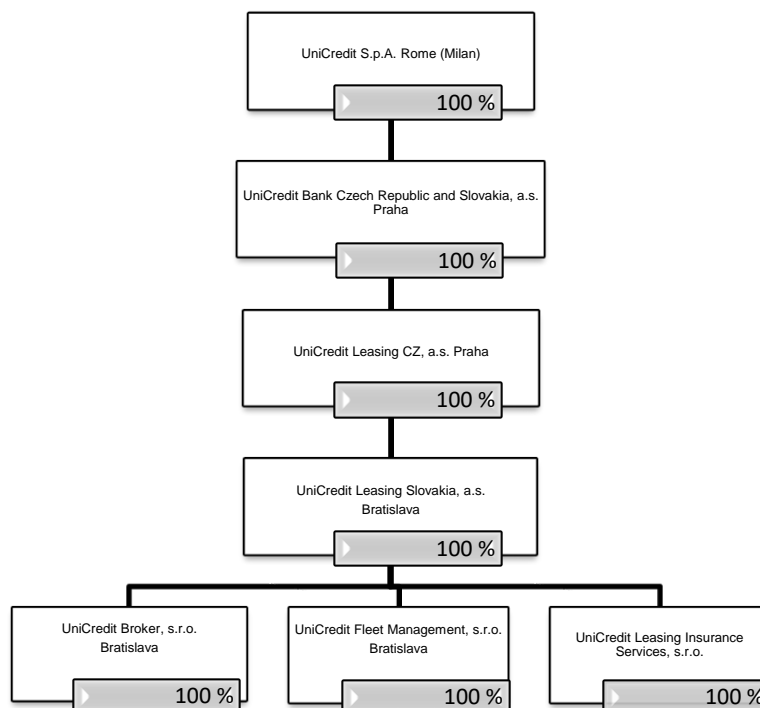 UniCredit S.p.A. Rome (Milan)
100 %
UniCredit Bank Czech Republic and Slovakia, a.s.
Praha
100 %
UniCredit Leasing CZ, a.s. Praha
100 %
UniCredit Leasing Slovakia, a.s.
Bratislava
100 %
UniCredit Broker, s.r.o.
Bratislava
100 %
UniCredit Fleet Management, s.r.o.
Bratislava
100 %
UniCredit Leasing Insurance
Services, s.r.o.
100 %